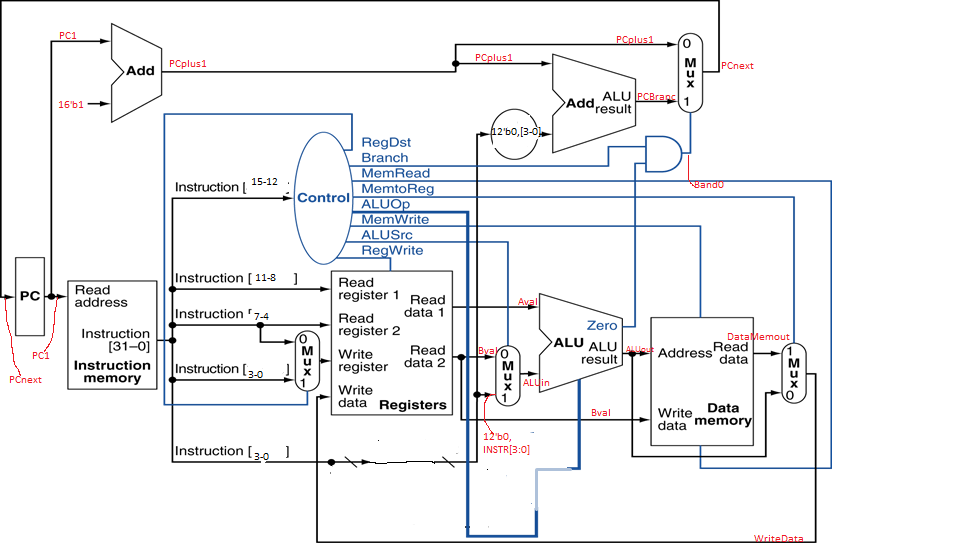 PC1
PCplus1
PCplus1
PCplus1
0
M
u
x
1
PCnext
Add
16'b1
Add
ALU
result
PCBranc
12'b0,[3-0]
RegDst
Branch
MemRead
MemtoReg
ALUOp
MemWrite
ALUSrc
RegWrite
Band0
Instruction [ 15-12
Control
PC
Read
address
Instruction
[31–0]
Instruction
memory
PC1
PCnext
Instruction [ 11-8 ]
Instruction [ 7-4
Instruction [ 3-0 ]
Instruction [ 3-0 ]
0
M
u
x
1
Read
register 1
Read
register 2
Write
register
Write
data
Read
data 1
Read
data 2
Registers
Aval
Bval
0
M
u
x
1
ALUin
12'b0,
INSTR[3:0]
Zero
ALU
ALU
result
ALUout
Bval
Address
Read
data
Write
data
Data
memory
DataMemout
1
M
u
x
0
WriteData